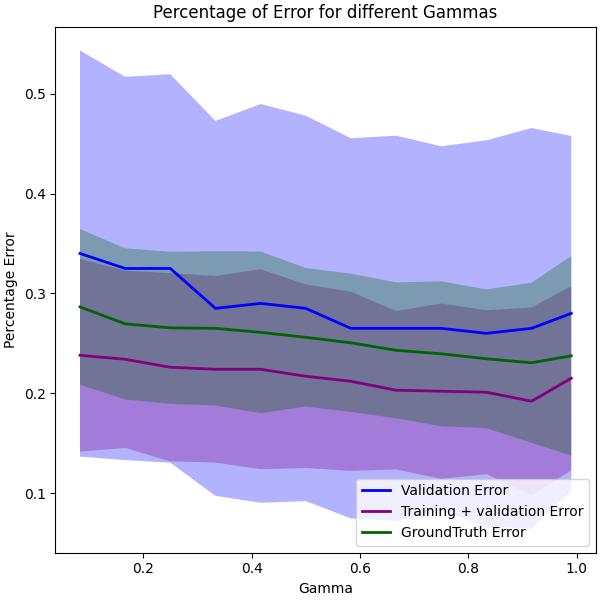 Percentage of Error for different Gammas
Percentage Error
0.5
0.4
0.3
0.2
0.1
Validation Error
Training + validation Error
GroundTruth Error
0.2 0.4 0.6 0.8 1.0
Gamma